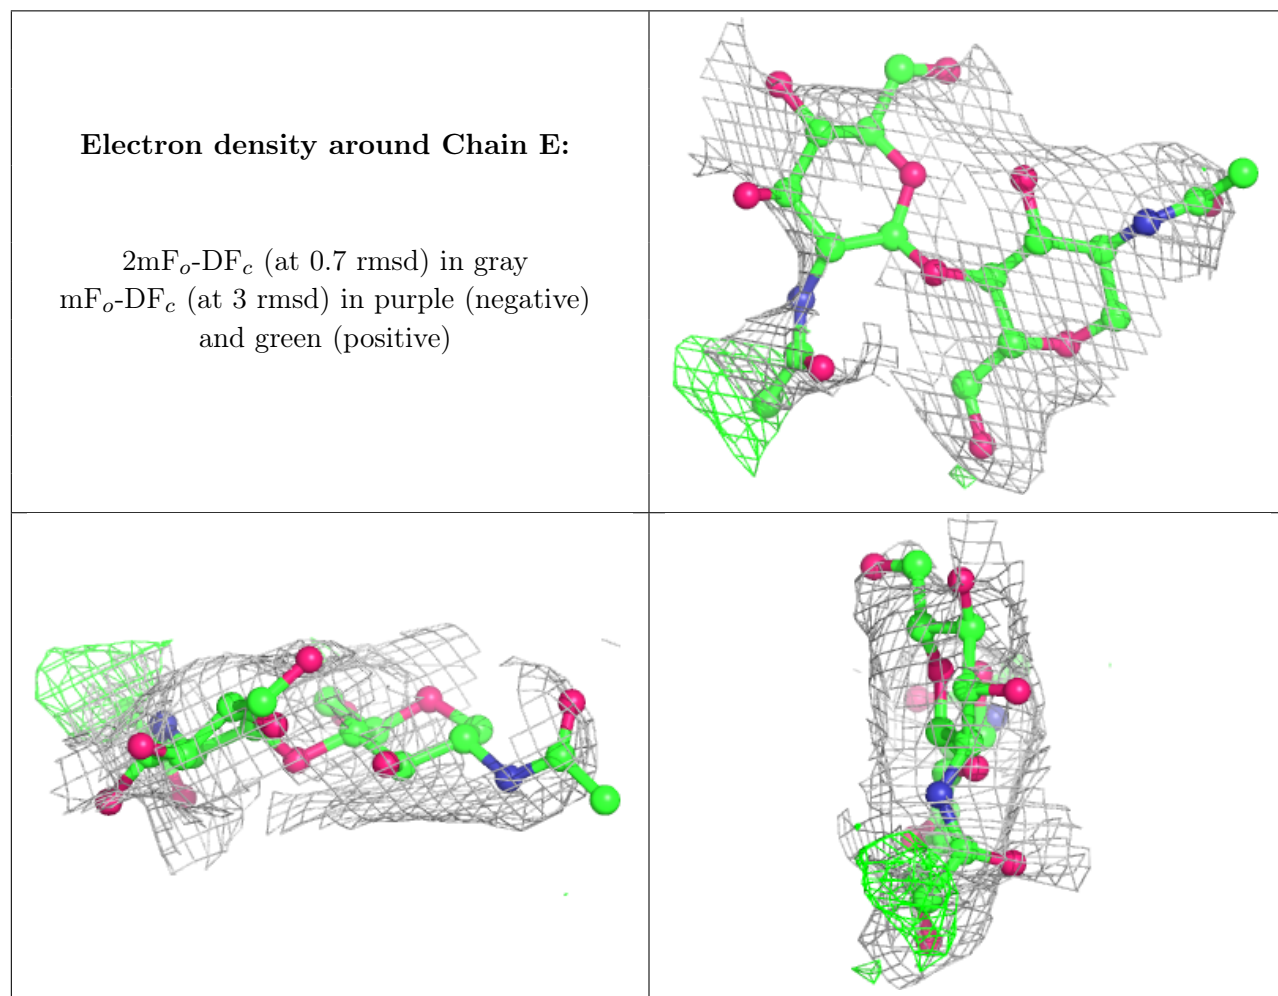 Electron density around Chain E:
2mFₒ-DF𝒸 (at 0.7 rmsd) in gray
mFₒ-DF𝒸 (at 3 rmsd) in purple (negative)
and green (positive)